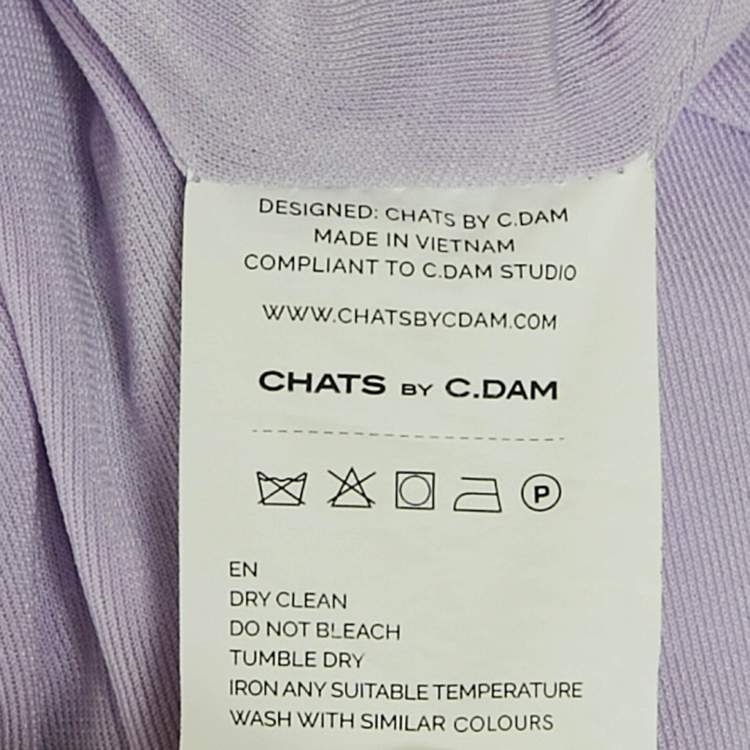 DESIGNED: CHATS BY C.DAM
MADE IN VIETNAM
COMPLIANT TO C.DAM STUDIO
WWW.CHATSBYCDAM.COM
CHATS BY C.DAM
P
EN
DRY CLEAN
DO NOT BLEACH
TUMBLE DRY
IRON ANY SUITABLE TEMPERATURE
WASH WITH SIMILAR COLOURS